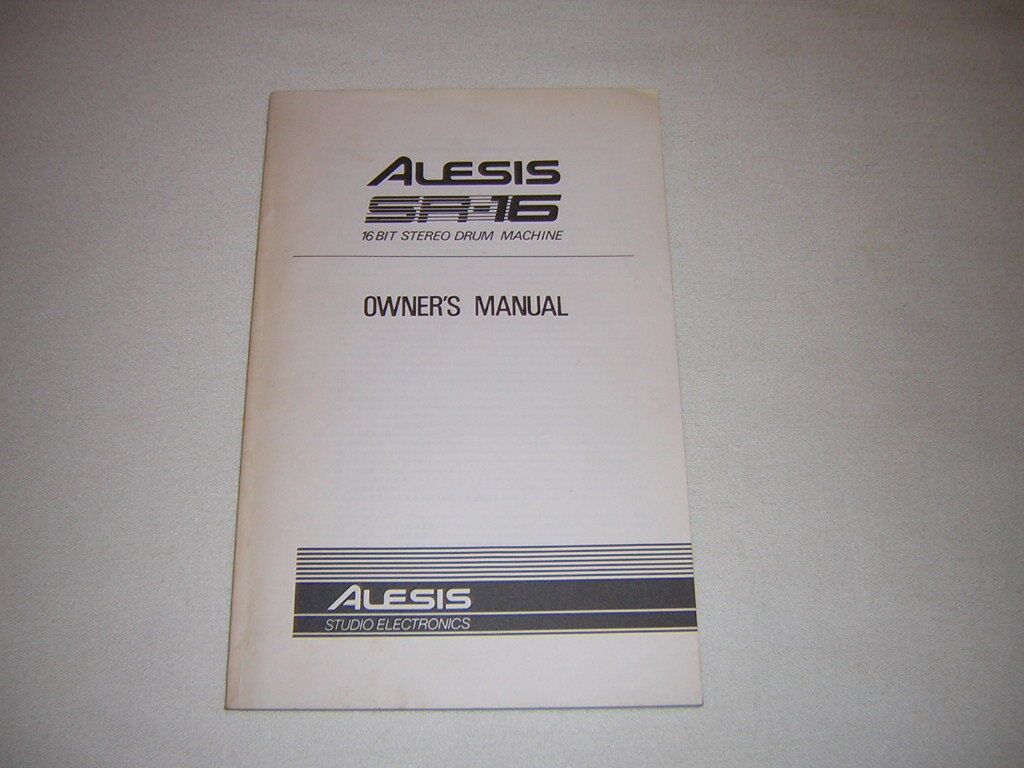 ALESIS
SR-16
16 BIT STEREO DRUM MACHINE
OWNER'S MANUAL
ALESIS
STUDIO ELECTRONICS